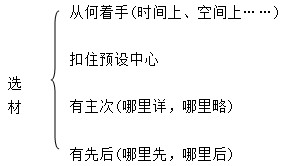 从何着手(时间上、空间上……)
扣住预设中心
选材
有主次(哪里详，哪里略)
有先后(哪里先，哪里后)